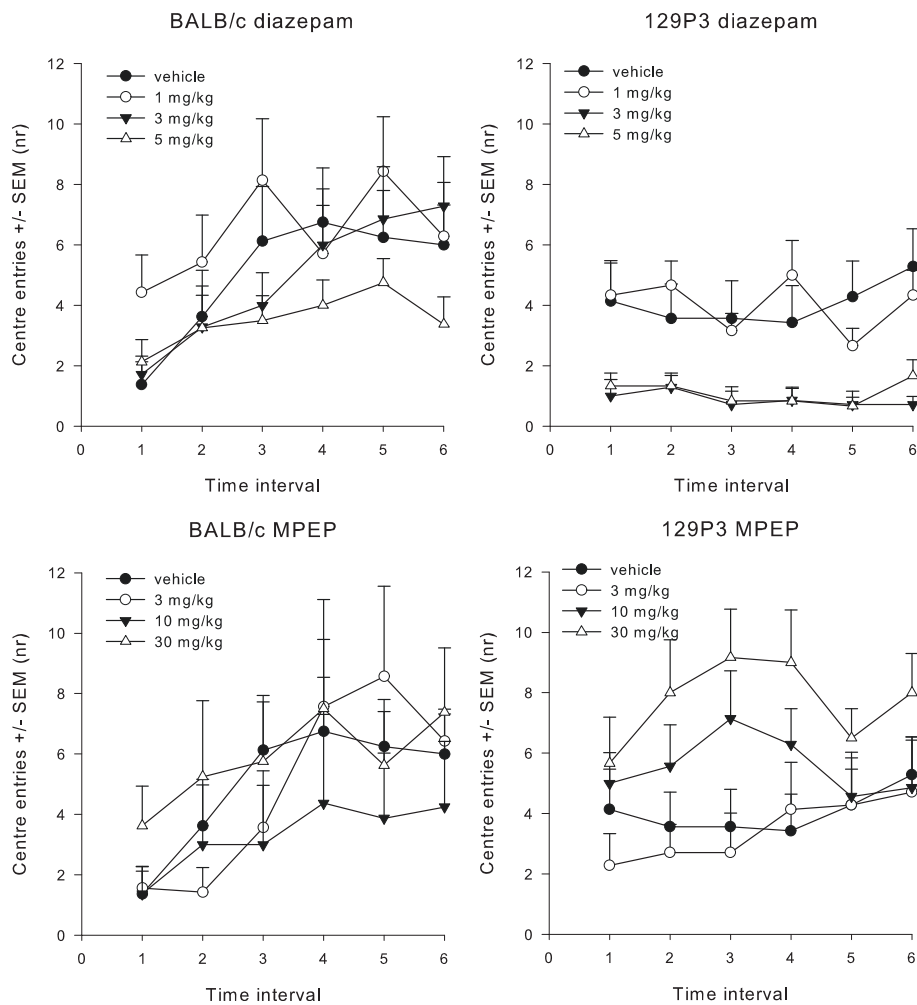 BALB/c diazepam
Centre entries +/- SEM (nr)
12
10
8
6
4
2
0
vehicle
1 mg/kg
3 mg/kg
5 mg/kg
0 1 2 3 4 5 6
Time interval
129P3 diazepam
Centre entries +/- SEM (nr)
12
10
8
6
4
2
0
vehicle
1 mg/kg
3 mg/kg
5 mg/kg
0 1 2 3 4 5 6
Time interval
BALB/c MPEP
Centre entries +/- SEM (nr)
12
10
8
6
4
2
0
vehicle
3 mg/kg
10 mg/kg
30 mg/kg
0 1 2 3 4 5 6
Time interval
129P3 MPEP
Centre entries +/- SEM (nr)
12
10
8
6
4
2
0
vehicle
3 mg/kg
10 mg/kg
30 mg/kg
0 1 2 3 4 5 6
Time interval